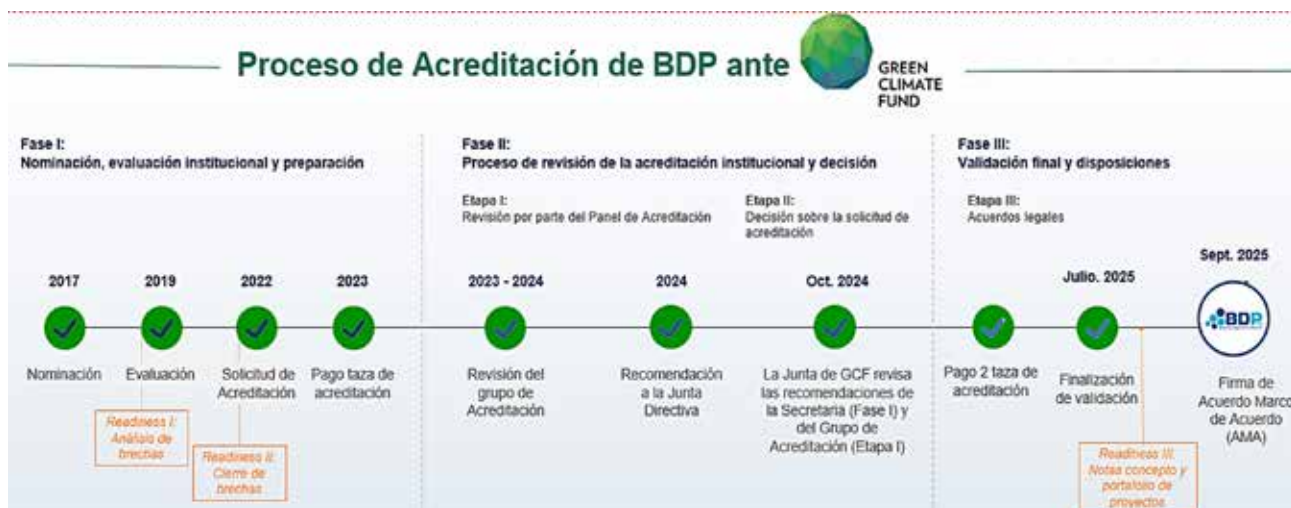 Proceso de Acreditación de BDP ante
GREEN
CLIMATE
FUND
Fase I:
Nominación, evaluación institucional y preparación
Fase II:
Proceso de revisión de la acreditación institucional y decisión
Etapa I:
Revisión por parte del Panel de Acreditación
Etapa II:
Decisión sobre la solicitud de
acreditación
Fase III:
Validación final y disposiciones
Etapa III:
Acuerdos legales
2017
Nominación
2019
Evaluación
Readiness I:
Análisis de
brechas
2022
Solicitud de
Acreditación
Readiness II:
Cierre de
brechas
2023
Pago taza de
acreditación
2023 - 2024
Revisión del
grupo de
Acreditación
2024
Recomendación
a la Junta
Directiva
Oct. 2024
La Junta de GCF revisa
las recomendaciones de
la Secretaria (Fase I) y
del Grupo de
Acreditación (Etapa I)
Pago 2 taza de
acreditación
Julio. 2025
Finalización
de validación
Readiness III:
Notas concepto y
portafolio de
proyectos
Sept. 2025
BDP
Firma de
Acuerdo Marco
de Acuerdo
(AMA)